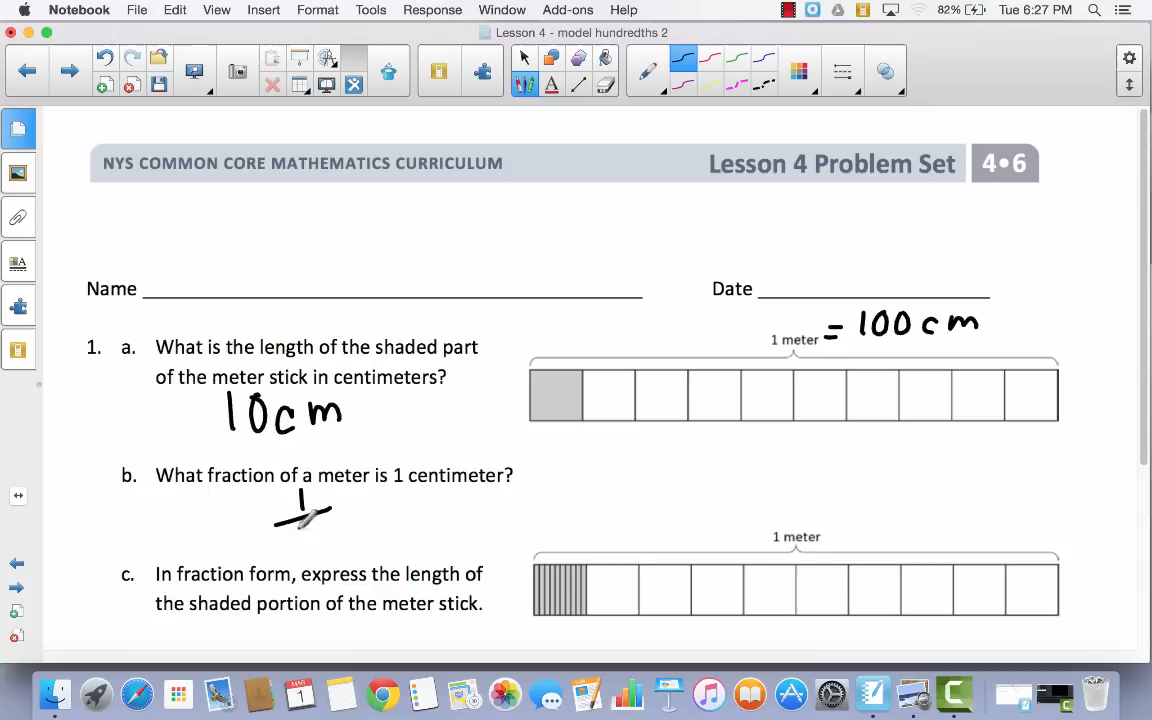 Notebook File Edit View Insert Format Tools Response Window Add-ons Help 82% Tue 6:27 PM
Lesson 4 - model hundredths 2
NYS COMMON CORE MATHEMATICS CURRICULUM Lesson 4 Problem Set 4•6
Name Date
1 meter = 100 cm
1. a. What is the length of the shaded part
of the meter stick in centimeters?
10cm
b. What fraction of a meter is 1 centimeter?
1
1 meter
c. In fraction form, express the length of
the shaded portion of the meter stick.